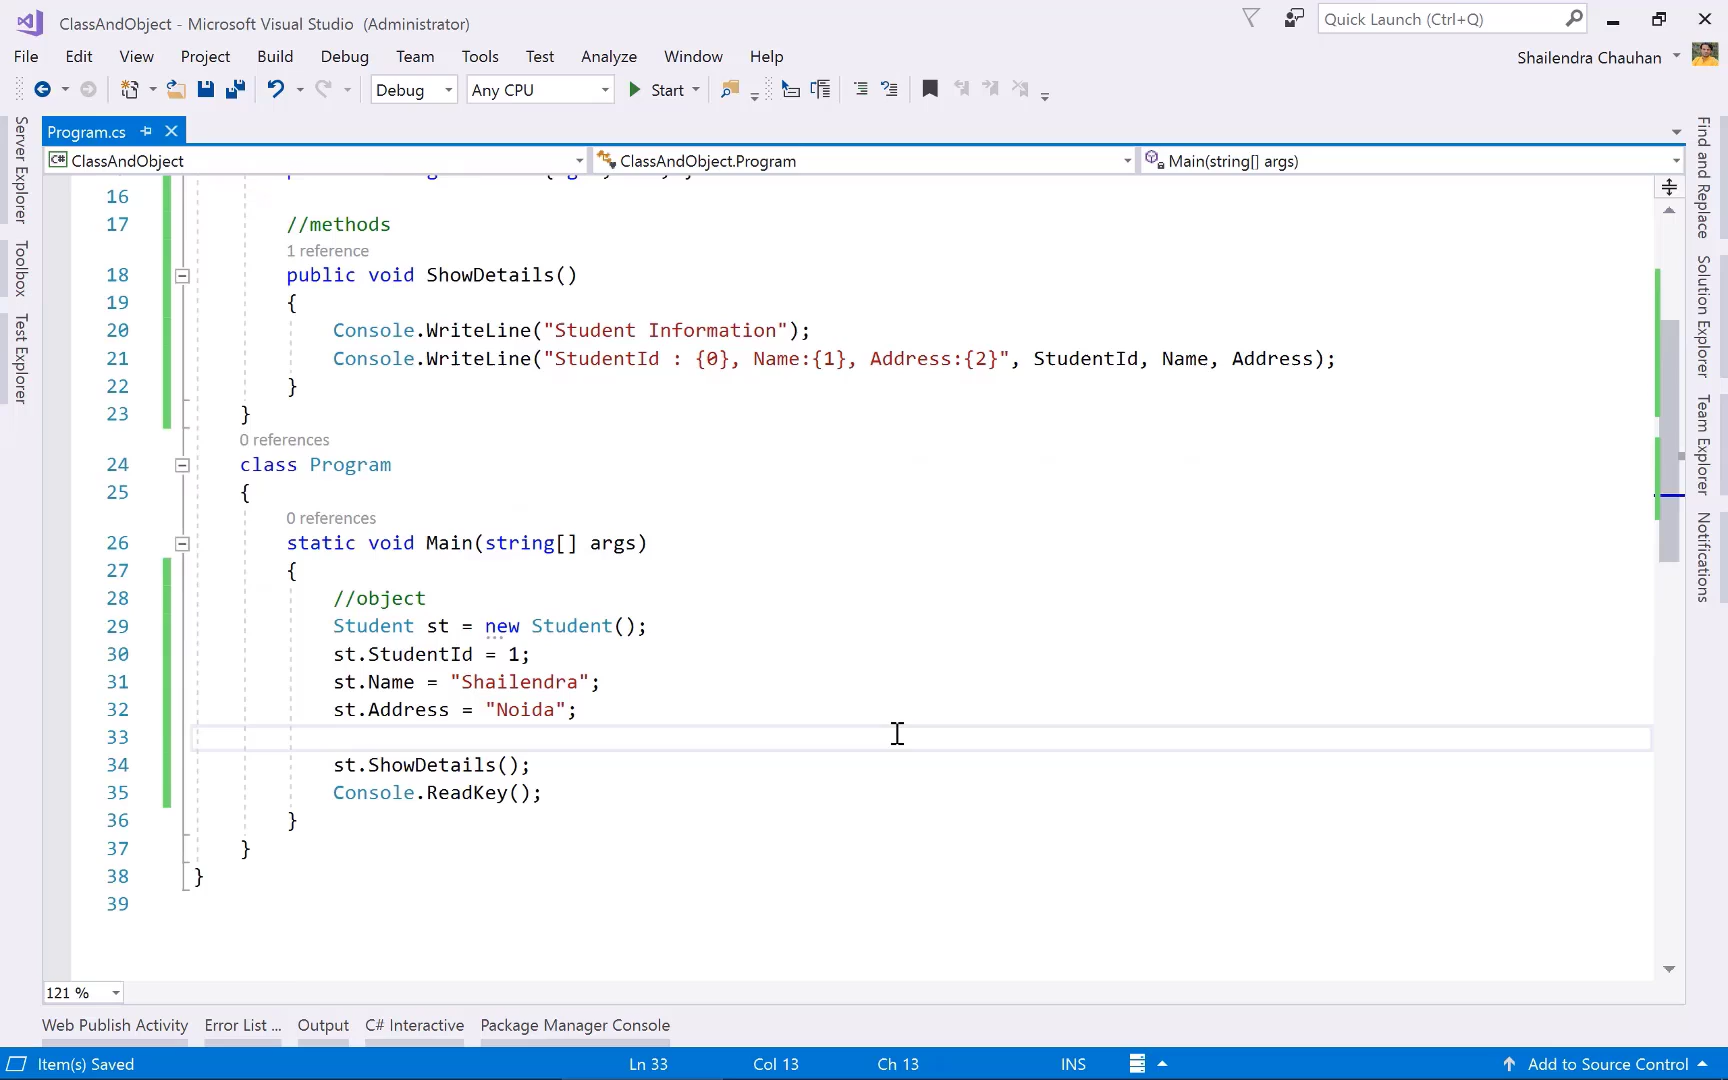 ClassAndObject - Microsoft Visual Studio (Administrator)
Quick Launch (Ctrl+Q)
File Edit View Project Build Debug Team Tools Test Analyze Window Help
Shailendra Chauhan
Debug Any CPU Start
Program.cs
C# ClassAndObject ClassAndObject.Program Main(string[] args)
Server Explorer
Toolbox
Test Explorer
16
17 //methods
1 reference
18 public void ShowDetails()
19 {
20 Console.WriteLine("Student Information");
21 Console.WriteLine("StudentId : {0}, Name:{1}, Address:{2}", StudentId, Name, Address);
22 }
23 }
0 references
24 class Program
25 {
0 references
26 static void Main(string[] args)
27 {
28 //object
29 Student st = new Student();
30 st.StudentId = 1;
31 st.Name = "Shailendra";
32 st.Address = "Noida";
33
34 st.ShowDetails();
35 Console.ReadKey();
36 }
37 }
38 }
39
Find and Replace
Solution Explorer
Team Explorer
Notifications
121 %
Web Publish Activity Error List ... Output C# Interactive Package Manager Console
Item(s) Saved Ln 33 Col 13 Ch 13 INS Add to Source Control